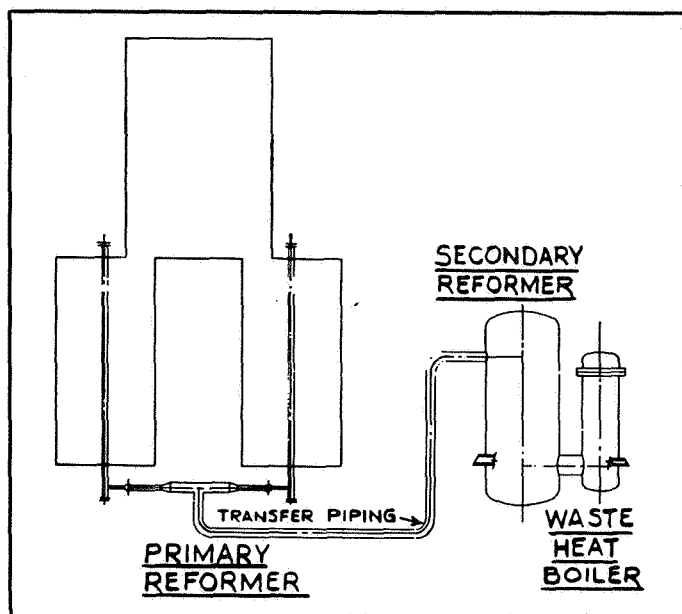 SECONDARY
REFORMER
TRANSFER PIPING
WASTE
HEAT
BOILER
PRIMARY
REFORMER